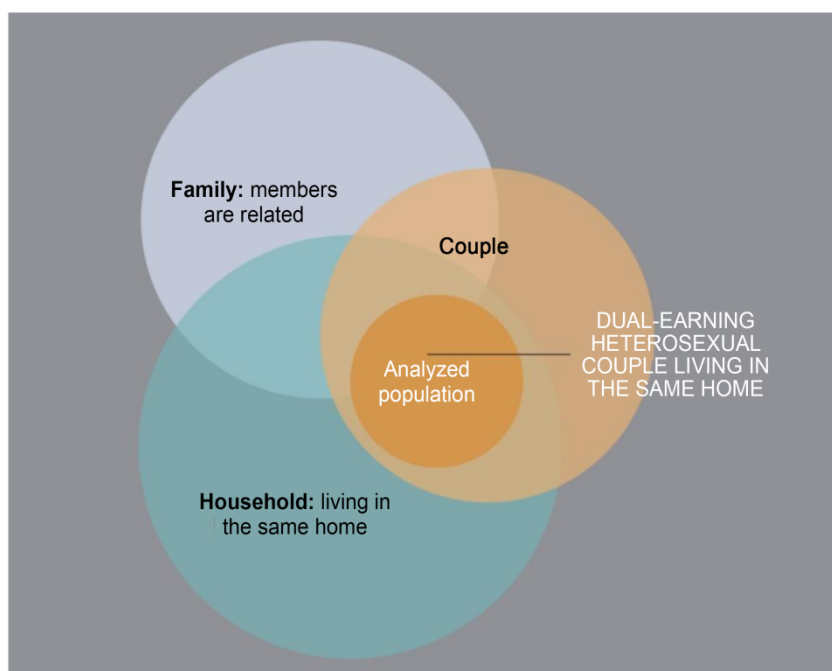 Family: members
are related
Couple
DUAL-EARNING
HETEROSEXUAL
COUPLE LIVING IN
THE SAME HOME
Analyzed
population
Household: living in
the same home